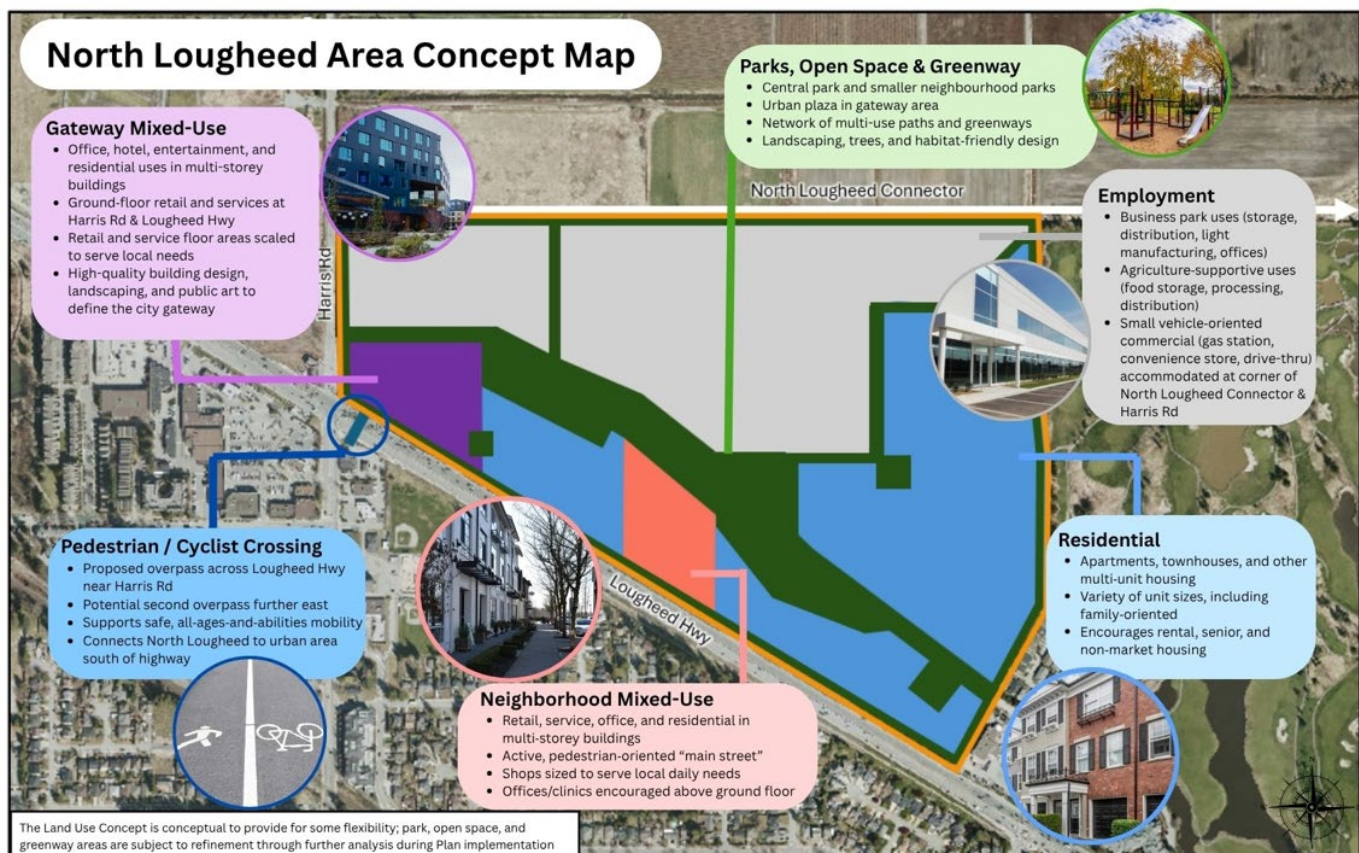 North Lougheed Area Concept Map
Gateway Mixed-Use
• Office, hotel, entertainment, and
residential uses in multi-storey
buildings
• Ground-floor retail and services at
Harris Rd & Lougheed Hwy
• Retail and service floor areas scaled
to serve local needs
• High-quality building design,
landscaping, and public art to
define the city gateway
Parks, Open Space & Greenway
• Central park and smaller neighbourhood parks
• Urban plaza in gateway area
• Network of multi-use paths and greenways
• Landscaping, trees, and habitat-friendly design
North Lougheed Connector
Harris Rd
Employment
• Business park uses (storage,
distribution, light
manufacturing, offices)
• Agriculture-supportive uses
(food storage, processing,
distribution)
• Small vehicle-oriented
commercial (gas station,
convenience store, drive-thru)
accommodated at corner of
North Lougheed Connector &
Harris Rd
Pedestrian / Cyclist Crossing
• Proposed overpass across Lougheed Hwy
near Harris Rd
• Potential second overpass further east
• Supports safe, all-ages-and-abilities mobility
• Connects North Lougheed to urban area
south of highway
Lougheed Hwy
Residential
• Apartments, townhouses, and other
multi-unit housing
• Variety of unit sizes, including
family-oriented
• Encourages rental, senior, and
non-market housing
Neighborhood Mixed-Use
• Retail, service, office, and residential in
multi-storey buildings
• Active, pedestrian-oriented “main street”
• Shops sized to serve local daily needs
• Offices/clinics encouraged above ground floor
The Land Use Concept is conceptual to provide for some flexibility; park, open space, and
greenway areas are subject to refinement through further analysis during Plan implementation